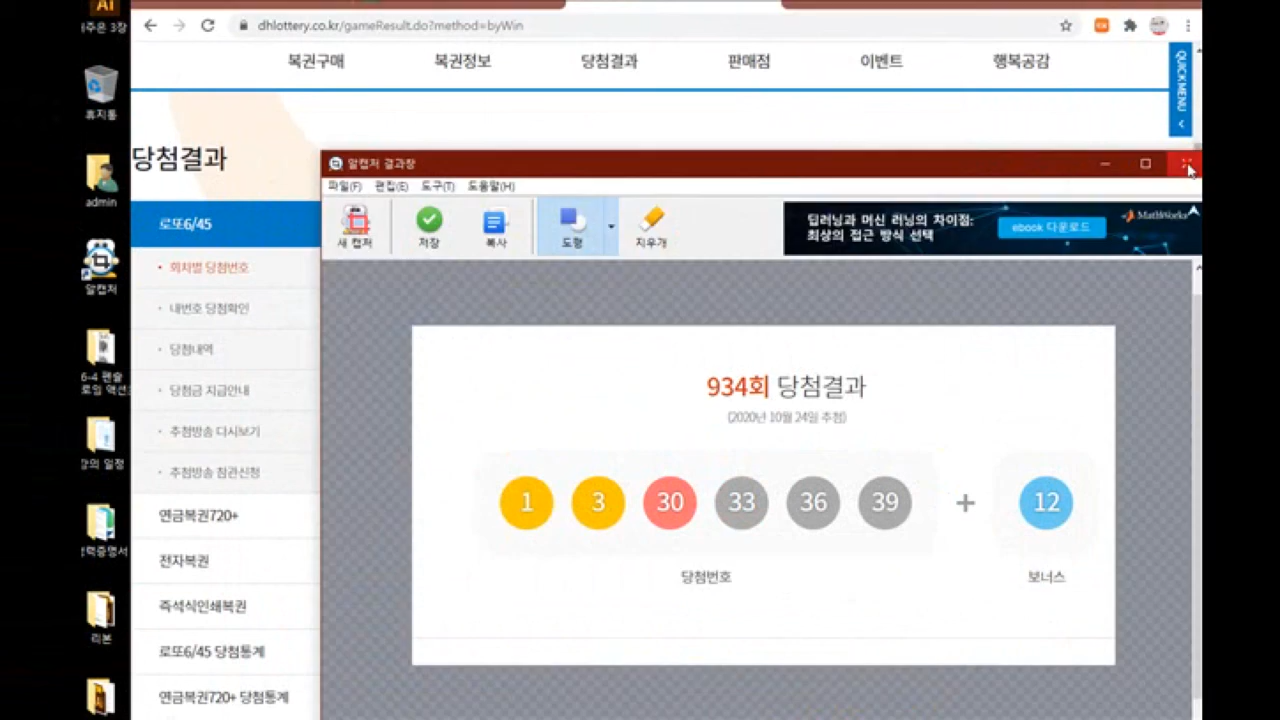 AI
dhlottery.co.kr/gameResult.do?method=byWin
복권구매 복권정보 당첨결과 판매점 이벤트 행복공감
QUICK MENU
휴지통
admin
알캡처
6-4 펜슬
리본
당첨결과
로또6/45
회차별 당첨번호
내번호 당첨확인
당첨내역
당첨금 지급안내
추첨방송 다시보기
추첨방송 참관신청
연금복권720+
전자복권
즉석식인쇄복권
로또6/45 당첨통계
연금복권720+ 당첨통계
알캡처 결과창
파일(F) 편집(E) 도구(T) 도움말(H)
새 캡처 저장 복사 도형 지우개
딥러닝과 머신 러닝의 차이점:
최상의 접근 방식 선택
ebook 다운로드
MathWorks
934회 당첨결과
(2020년 10월 24일 추첨)
1 3 30 33 36 39 + 12
당첨번호 보너스